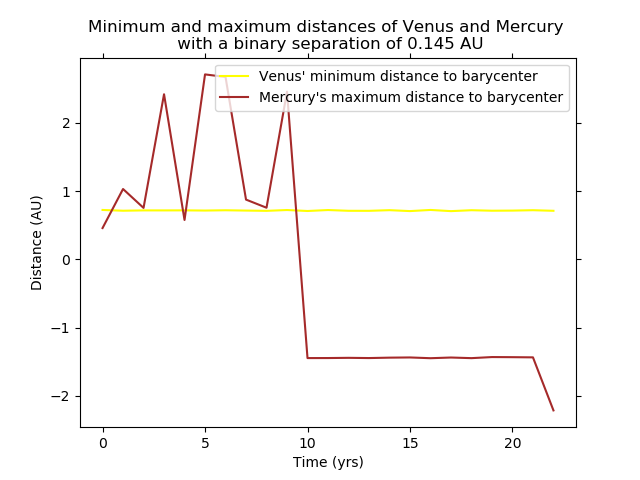 Minimum and maximum distances of Venus and Mercury
with a binary separation of 0.145 AU
Venus' minimum distance to barycenter
Mercury's maximum distance to barycenter
2
1
0
−1
−2
Distance (AU)
0 5 10 15 20
Time (yrs)